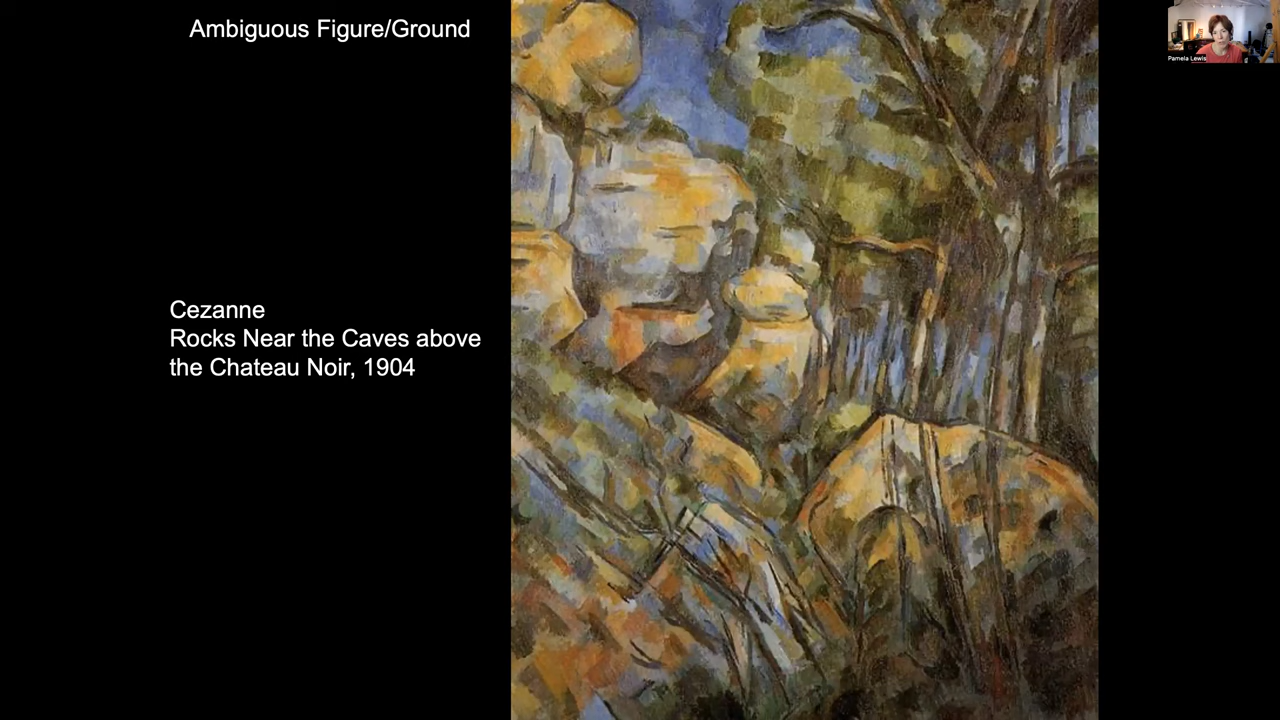 Ambiguous Figure/Ground
Cezanne
Rocks Near the Caves above
the Chateau Noir, 1904
Pamela Lewis